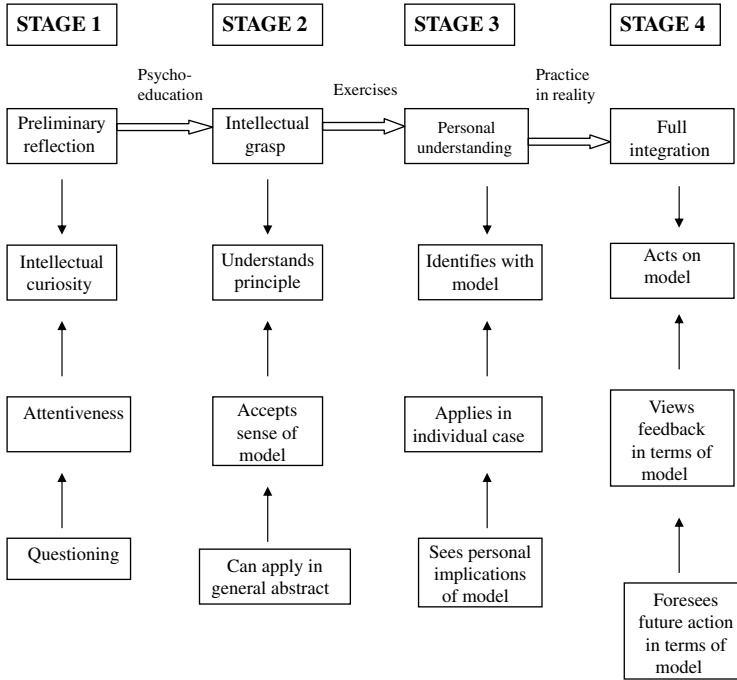 STAGE 1
STAGE 2
STAGE 3
STAGE 4
Psycho-
education
Exercises
Practice
in reality
Preliminary
reflection
Intellectual
grasp
Personal
understanding
Full
integration
Intellectual
curiosity
Understands
principle
Identifies with
model
Acts on
model
Attentiveness
Accepts
sense of
model
Applies in
individual case
Views
feedback
in terms of
model
Questioning
Can apply in
general abstract
Sees personal
implications
of model
Foresees
future action
in terms of
model